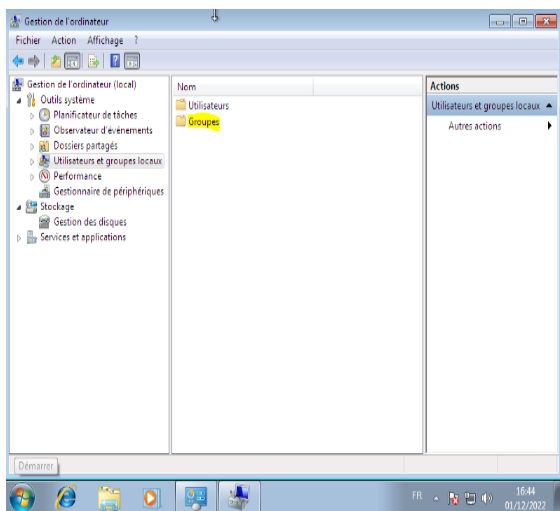 Gestion de l'ordinateur
Fichier Action Affichage ?
Gestion de l'ordinateur (local)
Outils système
Planificateur de tâches
Observateur d'événements
Dossiers partagés
Utilisateurs et groupes locaux
Performance
Gestionnaire de périphériques
Stockage
Gestion des disques
Services et applications
Nom
Utilisateurs
Groupes
Actions
Utilisateurs et groupes locaux
Autres actions
Démarrer
FR
16:44
01/12/2022